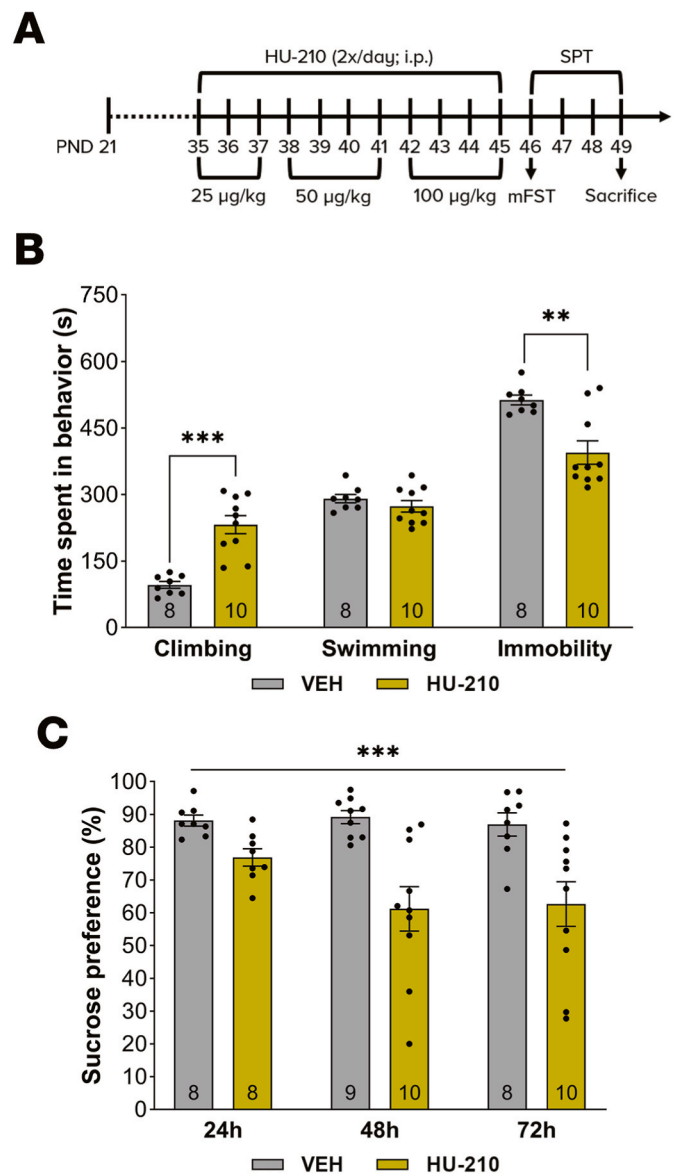 A
HU-210 (2x/day; i.p.)
SPT
PND 21
35 36 37 38 39 40 41 42 43 44 45 46 47 48 49
25 µg/kg
50 µg/kg
100 µg/kg
mFST
Sacrifice
B
Time spent in behavior (s)
750
600
450
300
150
0
***
**
8
10
8
10
8
10
Climbing
Swimming
Immobility
VEH
HU-210
C
***
Sucrose preference (%)
100
90
80
70
60
50
40
30
20
10
0
8
8
9
10
8
10
24h
48h
72h
VEH
HU-210